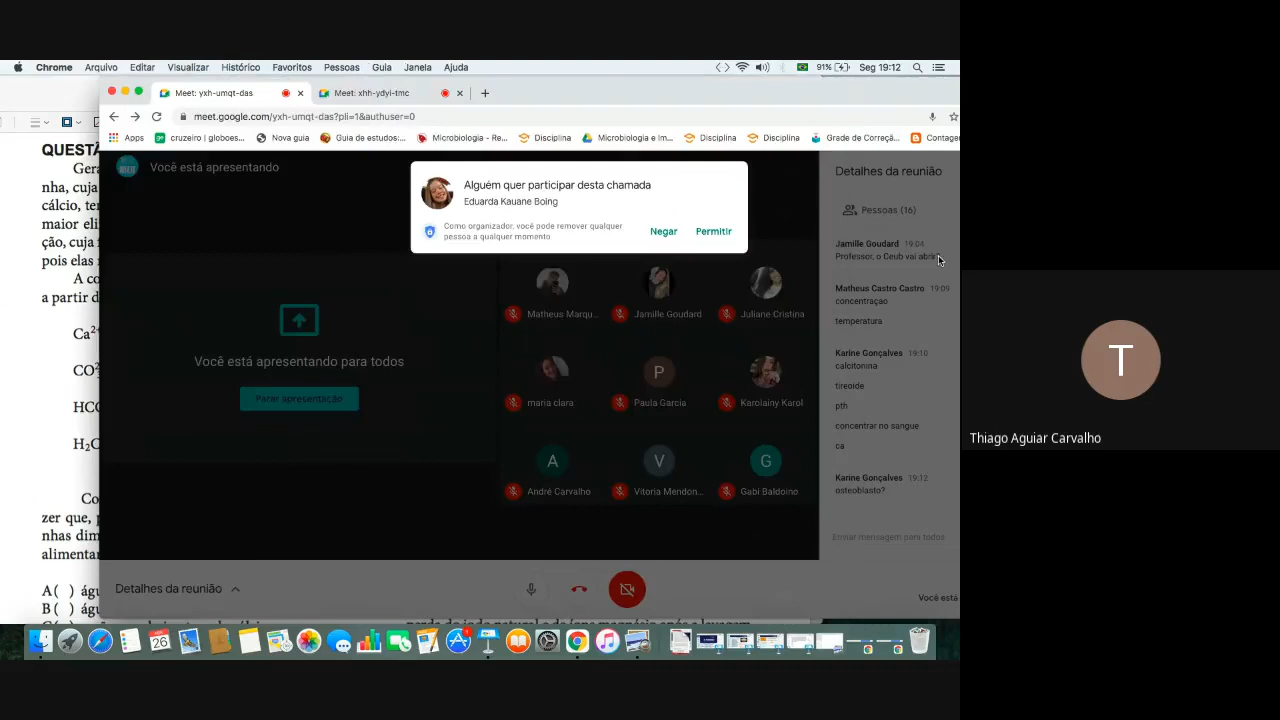 Chrome Arquivo Editar Visualizar Histórico Favoritos Pessoas Guia Janela Ajuda 91% Seg 19:12
Meet: yxh-umqt-das Meet: xhh-ydyi-tmc
meet.google.com/yxh-umqt-das?pli=1&authuser=0
Apps cruzeiro | globoes... Nova guia Guia de estudos:... Microbiologia - Re... Disciplina Microbiologia e Im... Disciplina Disciplina Grade de Correçã... Contagem
Você está apresentando
Alguém quer participar desta chamada
Eduarda Kauane Boing
Como organizador, você pode remover qualquer
pessoa a qualquer momento
Negar Permitir
Você está apresentando para todos
Parar apresentação
Matheus Marqu... Jamille Goudard Juliane Cristina
P
maria clara Paula Garcia Karolainy Karol
A V G
André Carvalho Vitoria Mendon... Gabi Baldoino
Detalhes da reunião
Pessoas (16)
Jamille Goudard 19:04
Professor, o Ceub vai abrir
Matheus Castro Castro 19:09
concentraçao
temperatura
Karine Gonçalves 19:10
calcitonina
tireoide
pth
concentrar no sangue
ca
Karine Gonçalves 19:12
osteoblasto?
Enviar mensagem para todos
Detalhes da reunião
Você está
QUESTÃ
Gera
nha, cuja
cálcio, te
maior eli
ção, cuja
pois elas
A co
a partir d
Ca²⁺
CO²
HCO
H₂C
Co
zer que, p
nhas dim
alimentar
A( ) águ
B( ) águ
26
T
Thiago Aguiar Carvalho